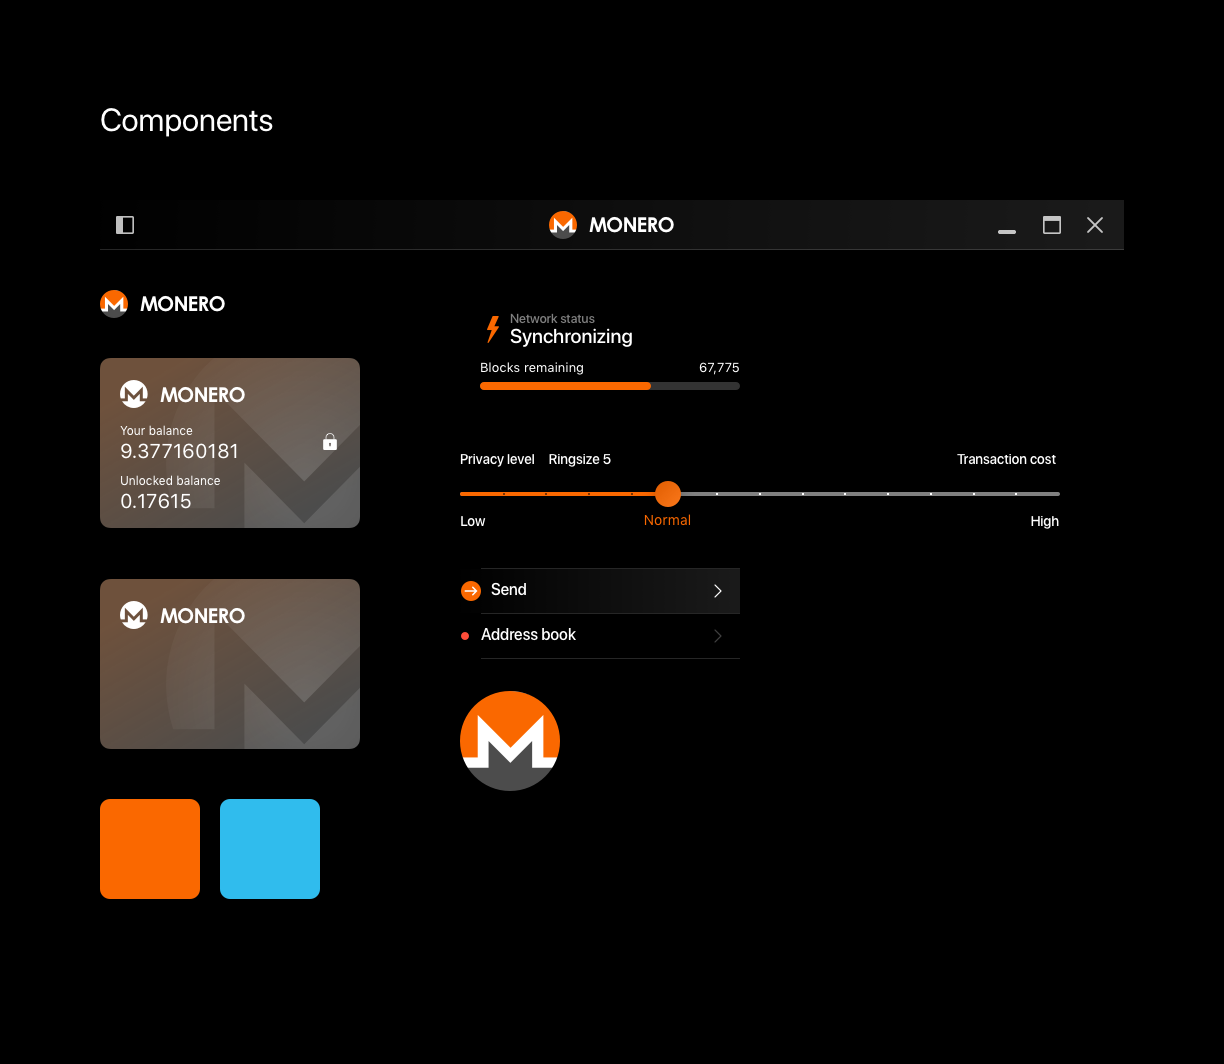 Components
MONERO
MONERO
MONERO
Your balance
9.377160181
Unlocked balance
0.17615
MONERO
Network status
Synchronizing
Blocks remaining 67,775
Privacy level Ringsize 5 Transaction cost
Low Normal High
Send
Address book